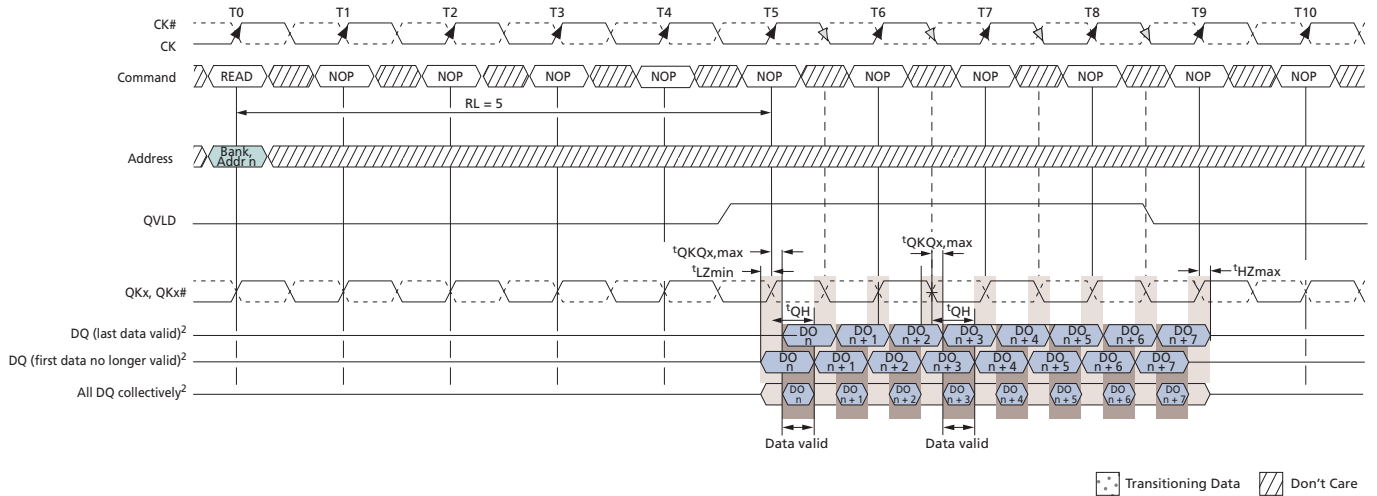 T0 T1 T2 T3 T4 T5 T6 T7 T8 T9 T10
CK#
CK
Command READ NOP NOP NOP NOP NOP NOP NOP NOP NOP NOP
RL = 5
Address Bank, Addr n
QVLD
tQKQx,max tQKQx,max
tLZmin tHZmax
QKx, QKx#
tQH tQH
DQ (last data valid)2 DO n DO n + 1 DO n + 2 DO n + 3 DO n + 4 DO n + 5 DO n + 6 DO n + 7
DQ (first data no longer valid)2 DO n DO n + 1 DO n + 2 DO n + 3 DO n + 4 DO n + 5 DO n + 6 DO n + 7
All DQ collectively2 DO n DO n + 1 DO n + 2 DO n + 3 DO n + 4 DO n + 5 DO n + 6 DO n + 7
Data valid Data valid
Transitioning Data Don't Care